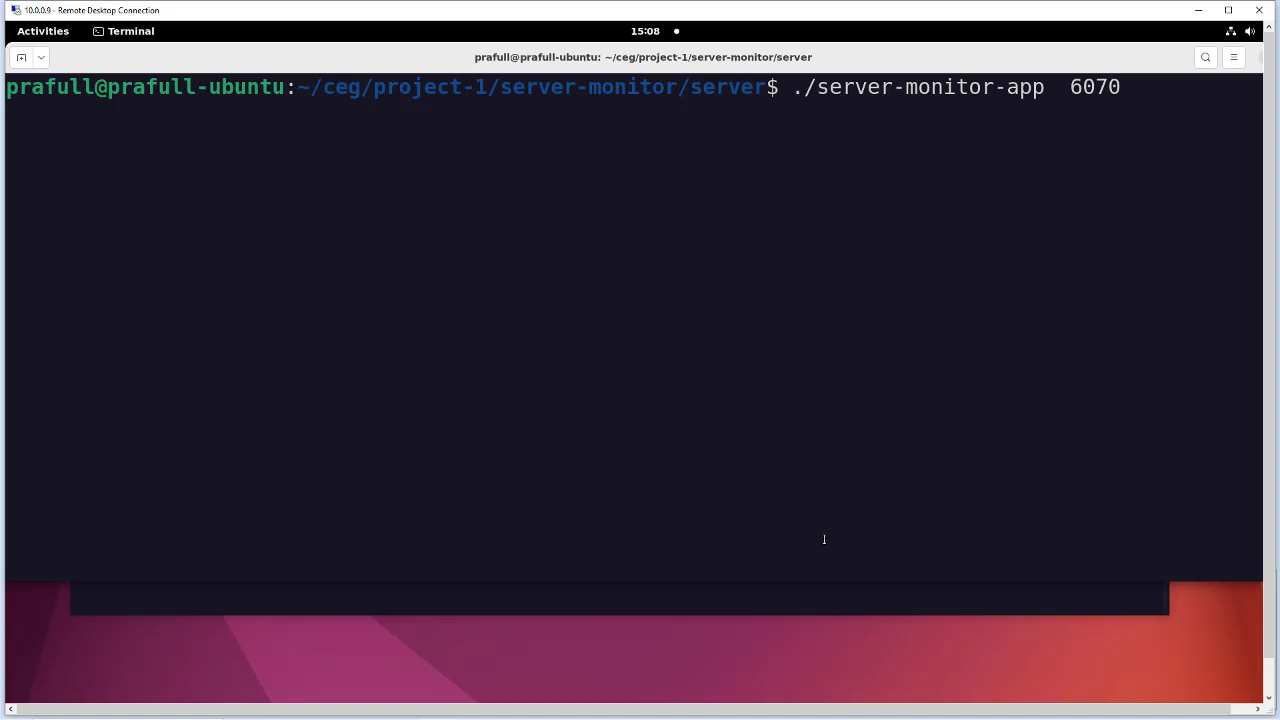 10.0.0.9 - Remote Desktop Connection
Activities Terminal 15:08
prafull@prafull-ubuntu: ~/ceg/project-1/server-monitor/server
prafull@prafull-ubuntu:~/ceg/project-1/server-monitor/server$ ./server-monitor-app  6070